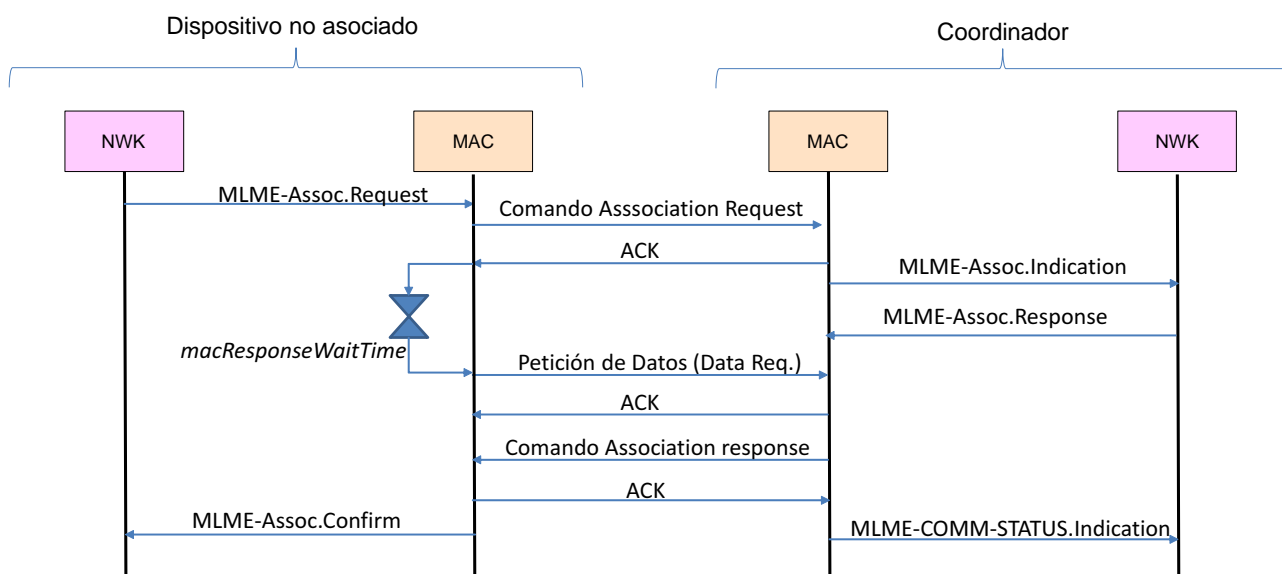 Dispositivo no asociado
Coordinador
NWK
MAC
MAC
NWK
MLME-Assoc.Request
Comando Asssociation Request
ACK
MLME-Assoc.Indication
MLME-Assoc.Response
macResponseWaitTime
Petición de Datos (Data Req.)
ACK
Comando Association response
ACK
MLME-Assoc.Confirm
MLME-COMM-STATUS.Indication